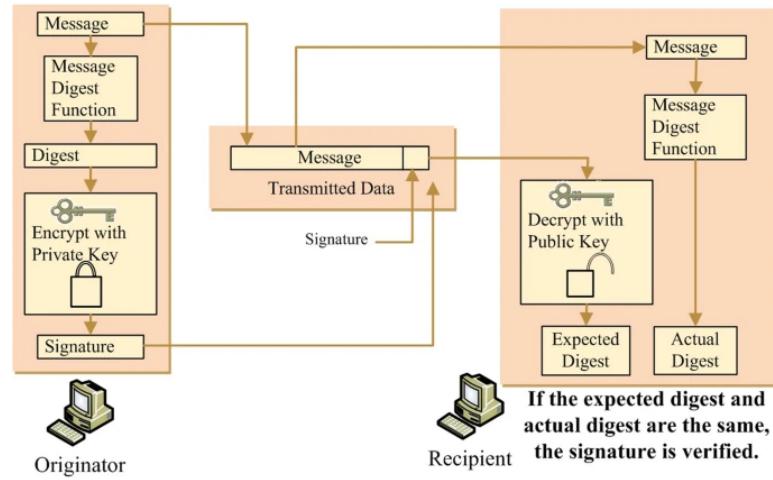 Message
Message
Digest
Function
Digest
Encrypt with
Private Key
Signature
Originator
Message
Transmitted Data
Signature
Message
Message
Digest
Function
Decrypt with
Public Key
Expected
Digest
Actual
Digest
Recipient
If the expected digest and
actual digest are the same,
the signature is verified.